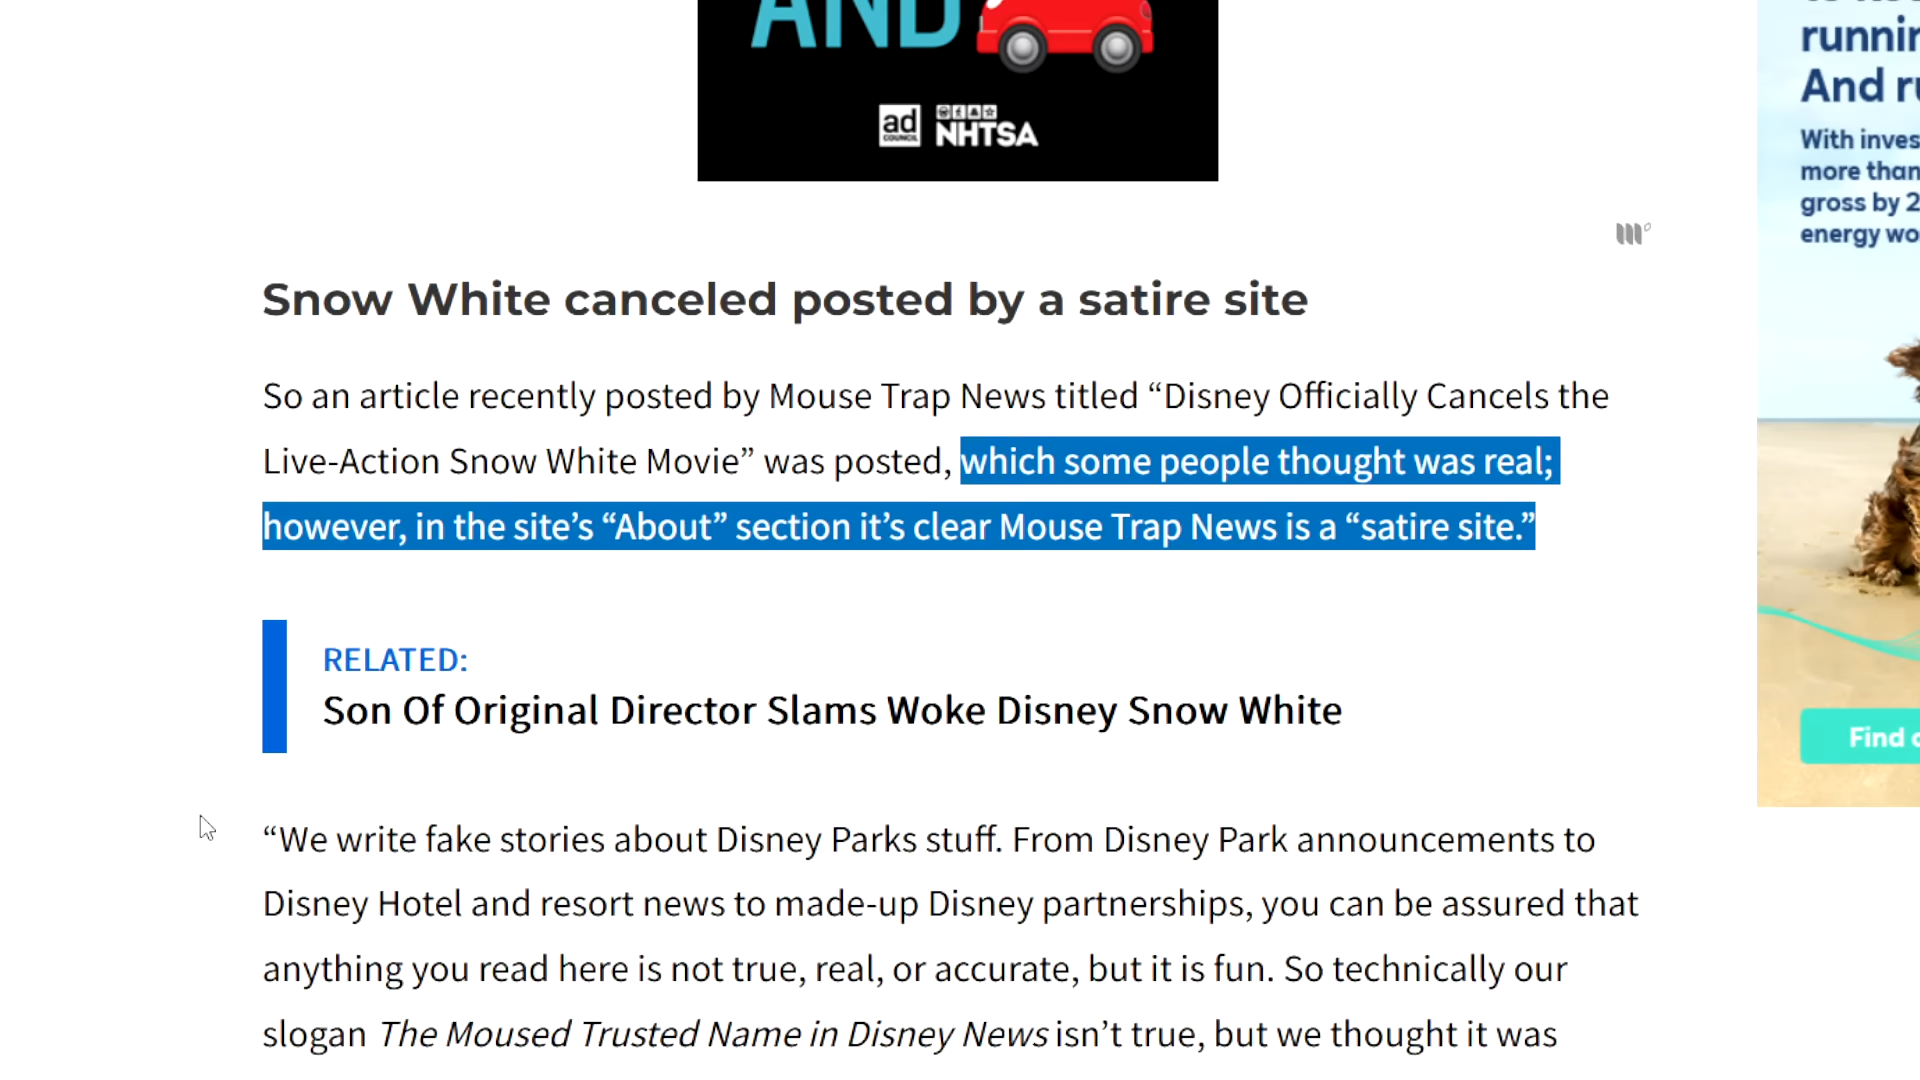 AND
ad
COUNCIL
NHTSA
runnin
And ru
With inves
more than
gross by 2
energy wo
Snow White canceled posted by a satire site
So an article recently posted by Mouse Trap News titled “Disney Officially Cancels the
Live-Action Snow White Movie” was posted, which some people thought was real;
however, in the site’s “About” section it’s clear Mouse Trap News is a “satire site.”
RELATED:
Son Of Original Director Slams Woke Disney Snow White
Find
“We write fake stories about Disney Parks stuff. From Disney Park announcements to
Disney Hotel and resort news to made-up Disney partnerships, you can be assured that
anything you read here is not true, real, or accurate, but it is fun. So technically our
slogan The Moused Trusted Name in Disney News isn’t true, but we thought it was